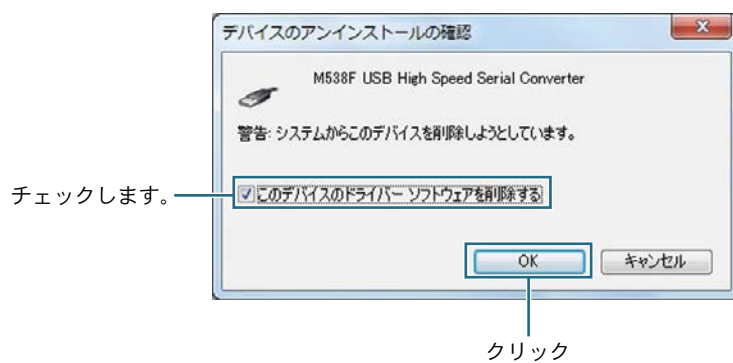 デバイスのアンインストールの確認
M538F USB High Speed Serial Converter
警告: システムからこのデバイスを削除しようとしています。
チェックします。
このデバイスのドライバー ソフトウェアを削除する
OK
キャンセル
クリック